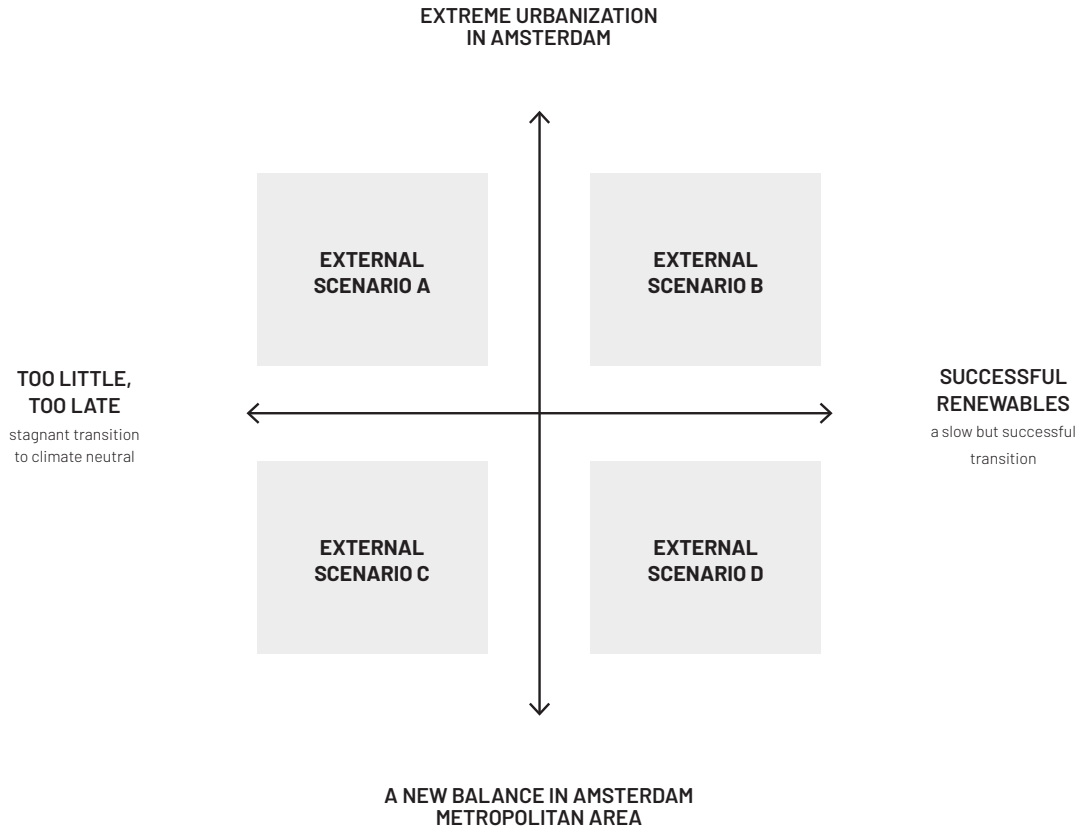 EXTREME URBANIZATION
IN AMSTERDAM
EXTERNAL
SCENARIO A
EXTERNAL
SCENARIO B
TOO LITTLE,
TOO LATE
stagnant transition
to climate neutral
SUCCESSFUL
RENEWABLES
a slow but successful
transition
EXTERNAL
SCENARIO C
EXTERNAL
SCENARIO D
A NEW BALANCE IN AMSTERDAM
METROPOLITAN AREA